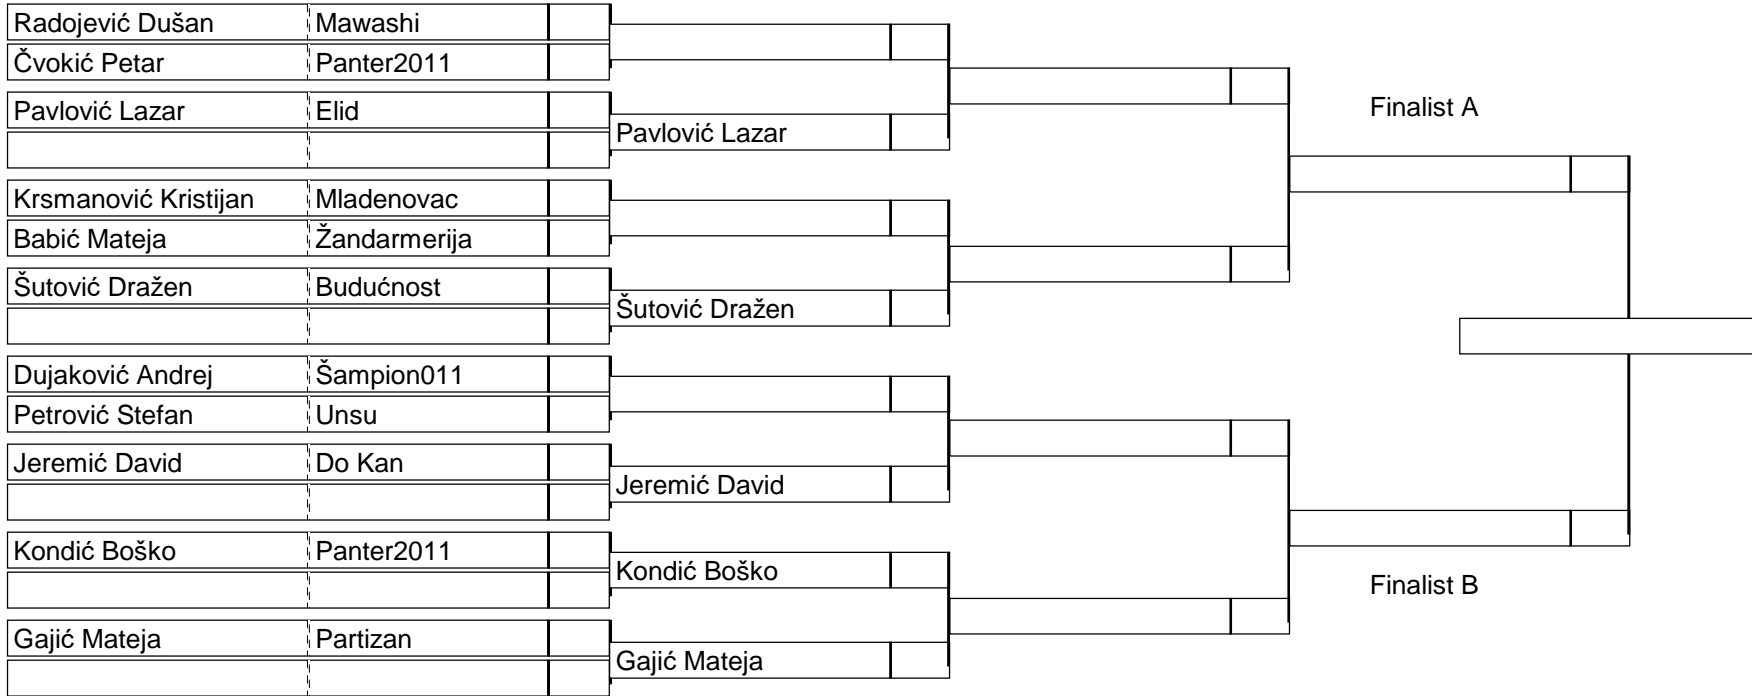 Radojević Dušan Mawashi
Čvokić Petar Panter2011
Pavlović Lazar Elid
Pavlović Lazar
Krsmanović Kristijan Mladenovac
Babić Mateja Žandarmerija
Šutović Dražen Budućnost
Šutović Dražen
Dujaković Andrej Šampion011
Petrović Stefan Unsu
Jeremić David Do Kan
Jeremić David
Kondić Boško Panter2011
Kondić Boško
Gajić Mateja Partizan
Gajić Mateja
Finalist A
Finalist B